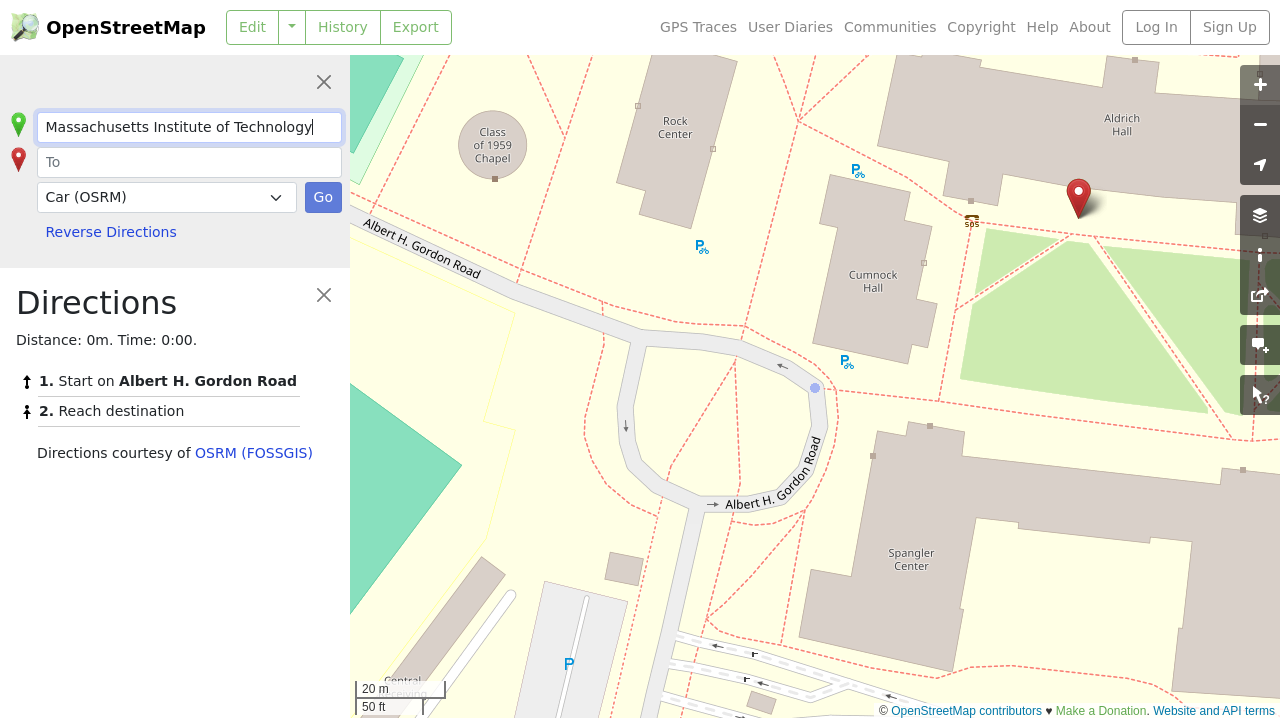 OpenStreetMap
Edit
History
Export
GPS Traces
User Diaries
Communities
Copyright
Help
About
Log In
Sign Up
Massachusetts Institute of Technology
To
Car (OSRM)
Go
Reverse Directions
Directions
Distance: 0m. Time: 0:00.
1. Start on Albert H. Gordon Road
2. Reach destination
Directions courtesy of OSRM (FOSSGIS)
Class
of 1959
Chapel
Rock
Center
Aldrich
Hall
SOS
Albert H. Gordon Road
Cumnock
Hall
Albert H. Gordon Road
Spangler
Center
P
Central
Receiving
20 m
50 ft
© OpenStreetMap contributors ♥ Make a Donation. Website and API terms